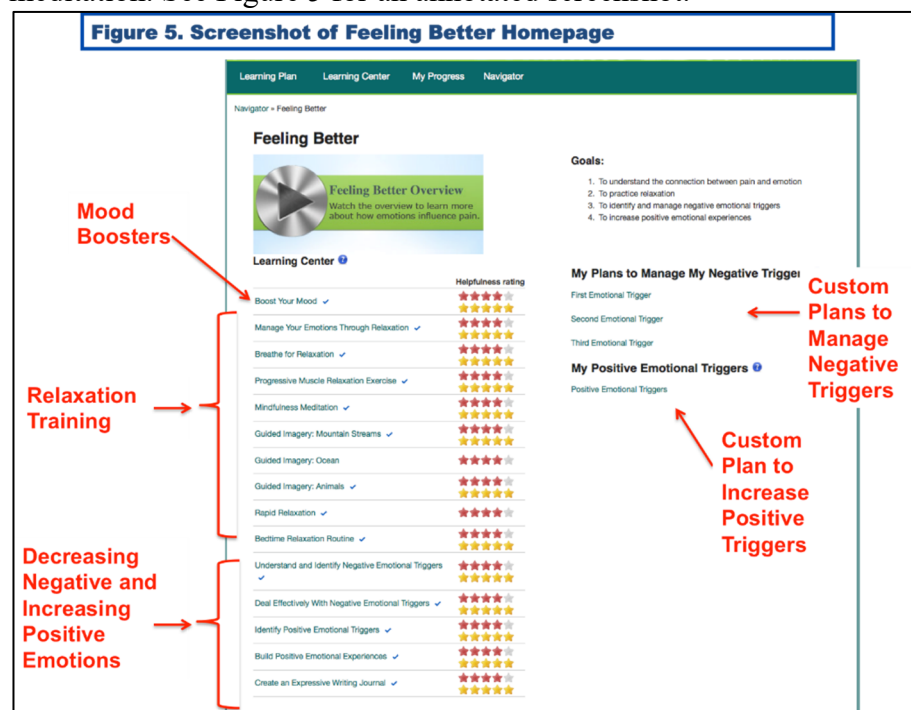 meditation. See Figure 5 for an annotated screenshot.
Figure 5. Screenshot of Feeling Better Homepage
Learning Plan Learning Center My Progress Navigator
Navigator » Feeling Better
Feeling Better
Feeling Better Overview
Watch the overview to learn more
about how emotions influence pain.
Goals:
1. To understand the connection between pain and emotion
2. To practice relaxation
3. To identify and manage negative emotional triggers
4. To increase positive emotional experiences
Mood
Boosters
Learning Center ?
Helpfulness rating
Boost Your Mood ✓
Manage Your Emotions Through Relaxation ✓
Breathe for Relaxation ✓
Progressive Muscle Relaxation Exercise ✓
Mindfulness Meditation ✓
Guided Imagery: Mountain Streams ✓
Guided Imagery: Ocean
Guided Imagery: Animals ✓
Rapid Relaxation ✓
Bedtime Relaxation Routine ✓
Understand and Identify Negative Emotional Triggers
✓
Deal Effectively With Negative Emotional Triggers ✓
Identify Positive Emotional Triggers ✓
Build Positive Emotional Experiences ✓
Create an Expressive Writing Journal ✓
Relaxation
Training
Decreasing
Negative and
Increasing
Positive
Emotions
My Plans to Manage My Negative Trigger
First Emotional Trigger
Second Emotional Trigger
Third Emotional Trigger
My Positive Emotional Triggers ?
Positive Emotional Triggers
Custom
Plans to
Manage
Negative
Triggers
Custom
Plan to
Increase
Positive
Triggers